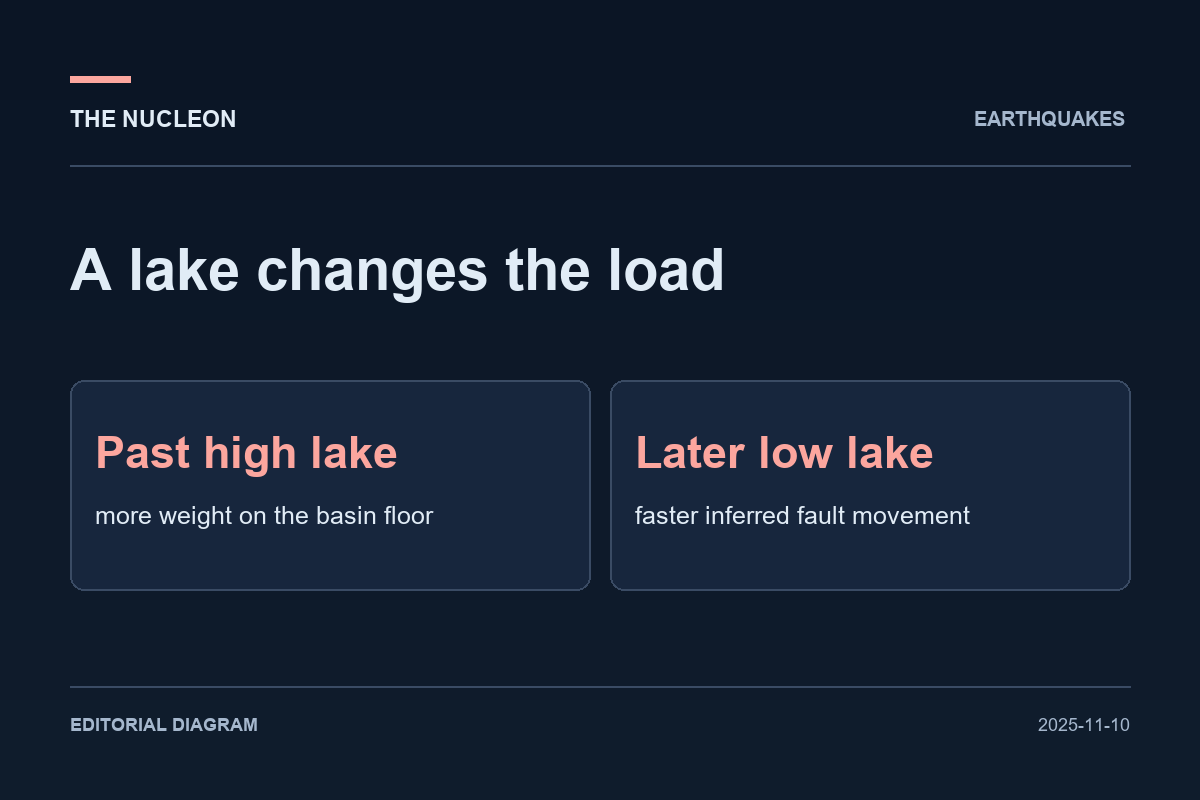 THE NUCLEON
EARTHQUAKES
A lake changes the load
Past high lake
more weight on the basin floor
Later low lake
faster inferred fault movement
EDITORIAL DIAGRAM
2025-11-10